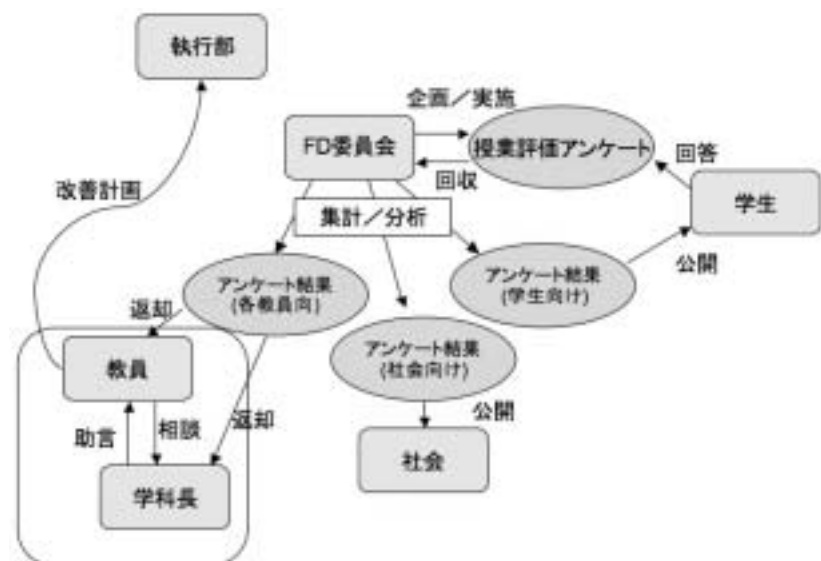 執行部
企画／実施
FD委員会
授業評価アンケート
回答
回収
改善計画
学生
集計／分析
公開
アンケート結果
(各教員向)
アンケート結果
(学生向け)
返却
アンケート結果
(社会向け)
教員
公開
助言
相談
返却
社会
学科長